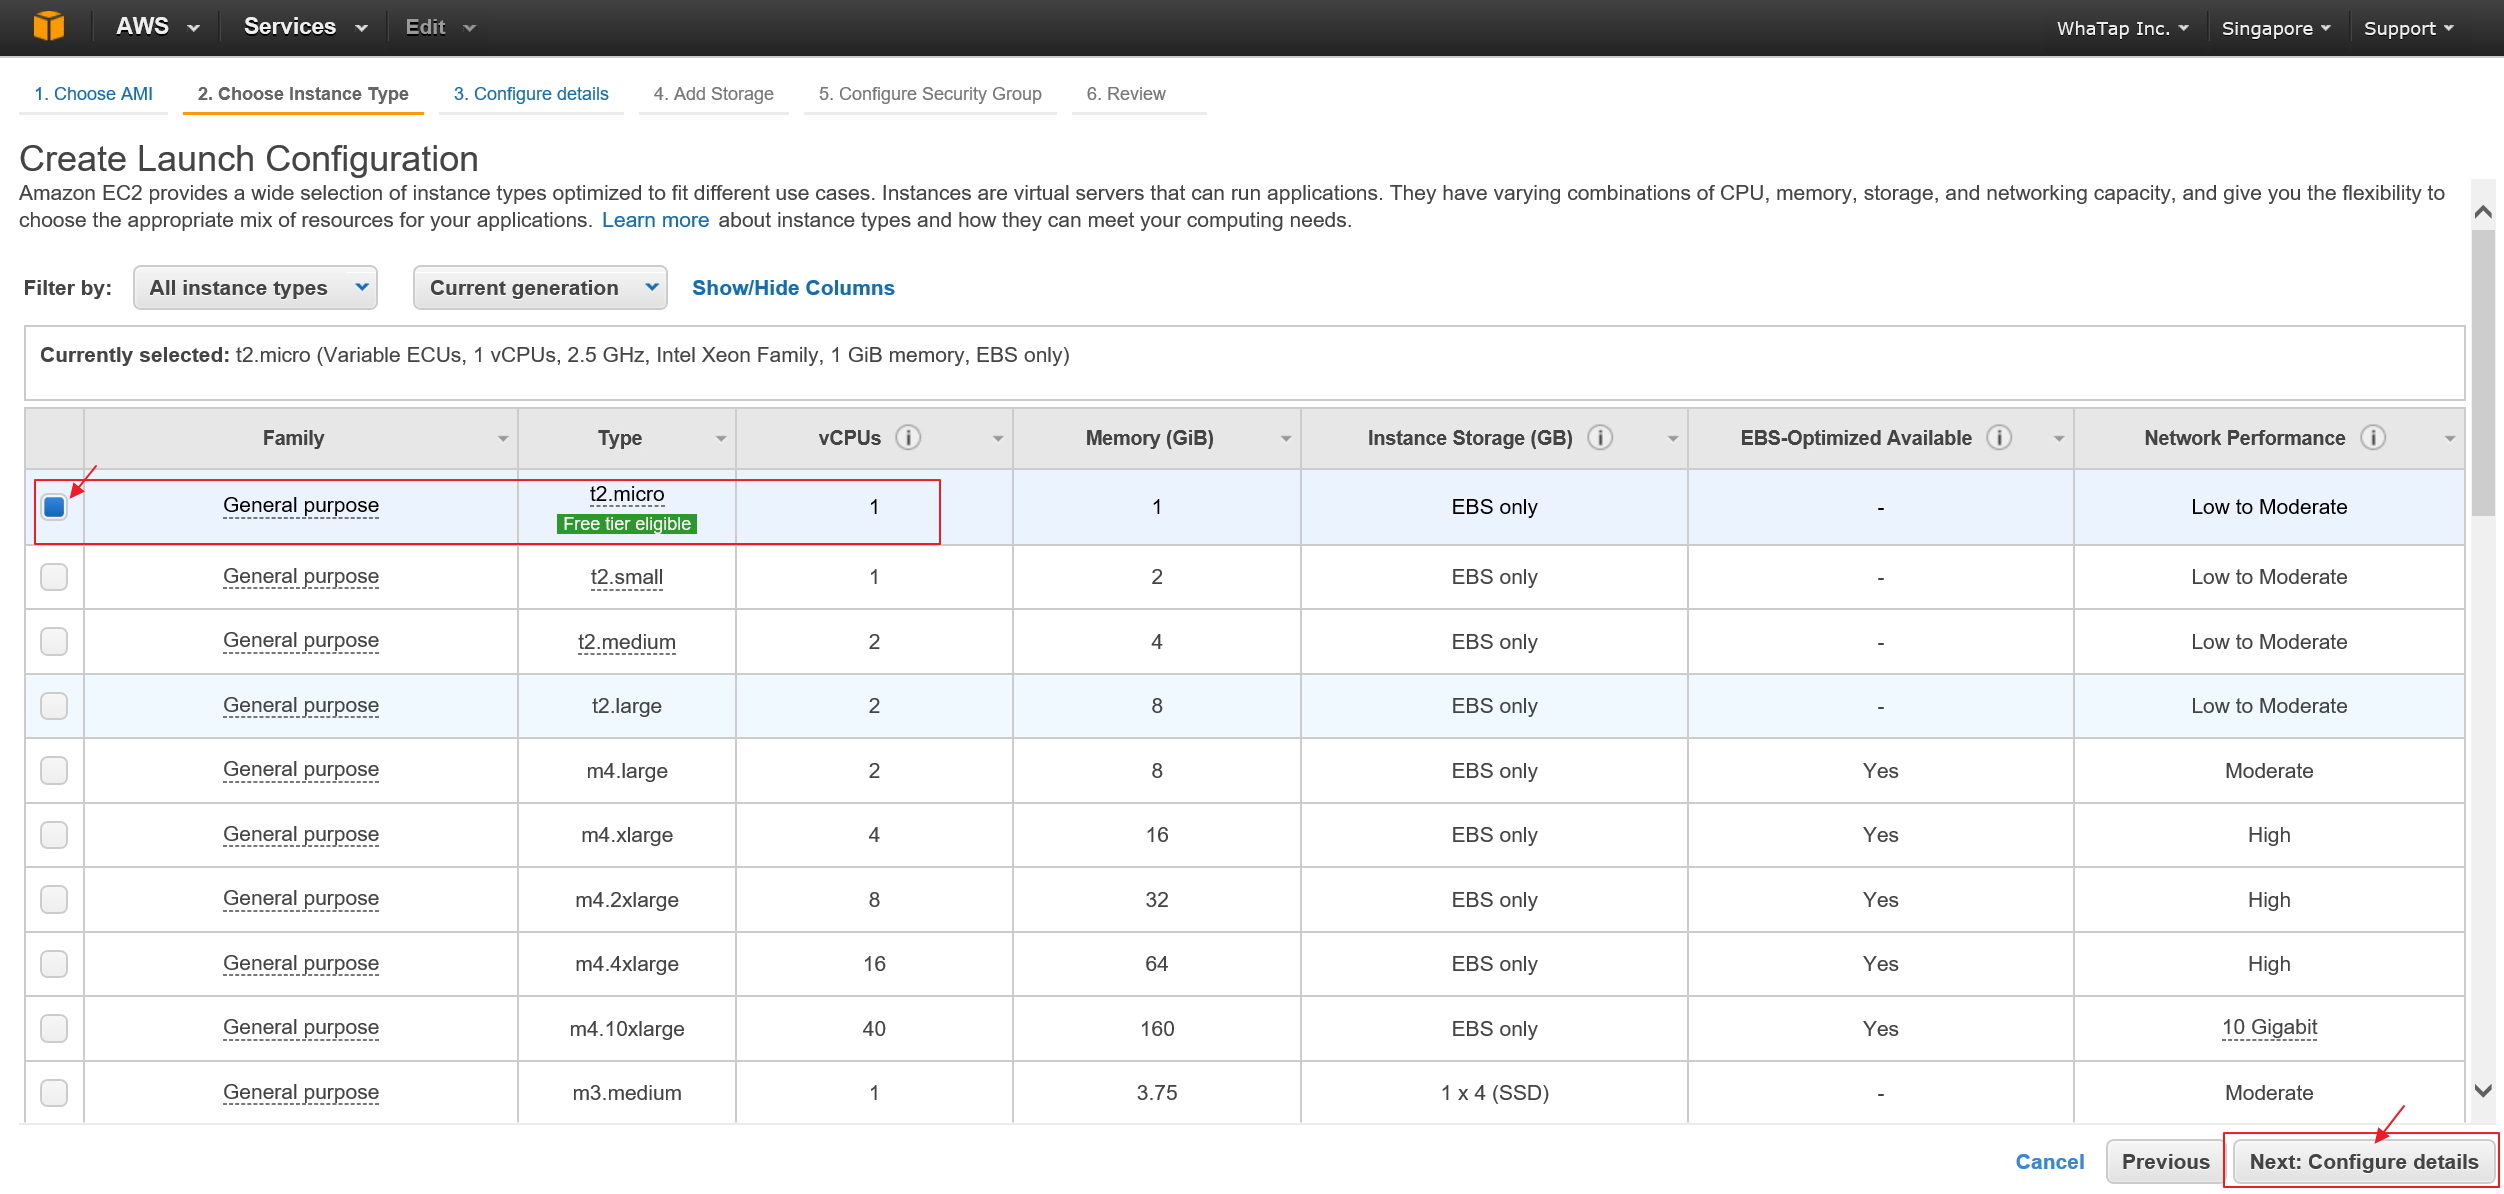 AWS Services Edit WhaTap Inc. Singapore Support
1. Choose AMI 2. Choose Instance Type 3. Configure details 4. Add Storage 5. Configure Security Group 6. Review
Create Launch Configuration
Amazon EC2 provides a wide selection of instance types optimized to fit different use cases. Instances are virtual servers that can run applications. They have varying combinations of CPU, memory, storage, and networking capacity, and give you the flexibility to
choose the appropriate mix of resources for your applications. Learn more about instance types and how they can meet your computing needs.
Filter by: All instance types Current generation Show/Hide Columns
Currently selected: t2.micro (Variable ECUs, 1 vCPUs, 2.5 GHz, Intel Xeon Family, 1 GiB memory, EBS only)
Family Type vCPUs i Memory (GiB) Instance Storage (GB) i EBS-Optimized Available i Network Performance i
General purpose t2.micro 1 1 EBS only - Low to Moderate
Free tier eligible
General purpose t2.small 1 2 EBS only - Low to Moderate
General purpose t2.medium 2 4 EBS only - Low to Moderate
General purpose t2.large 2 8 EBS only - Low to Moderate
General purpose m4.large 2 8 EBS only Yes Moderate
General purpose m4.xlarge 4 16 EBS only Yes High
General purpose m4.2xlarge 8 32 EBS only Yes High
General purpose m4.4xlarge 16 64 EBS only Yes High
General purpose m4.10xlarge 40 160 EBS only Yes 10 Gigabit
General purpose m3.medium 1 3.75 1 x 4 (SSD) - Moderate
Cancel Previous Next: Configure details